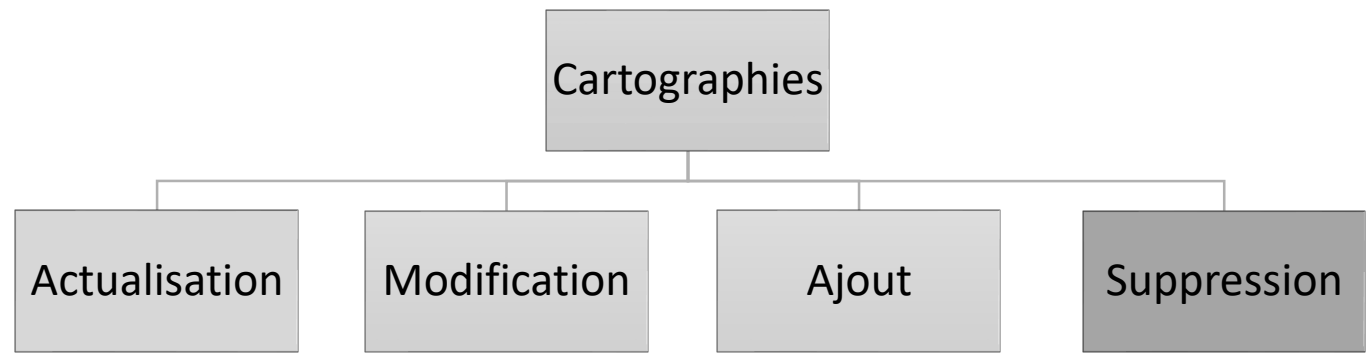 Cartographies
Actualisation
Modification
Ajout
Suppression